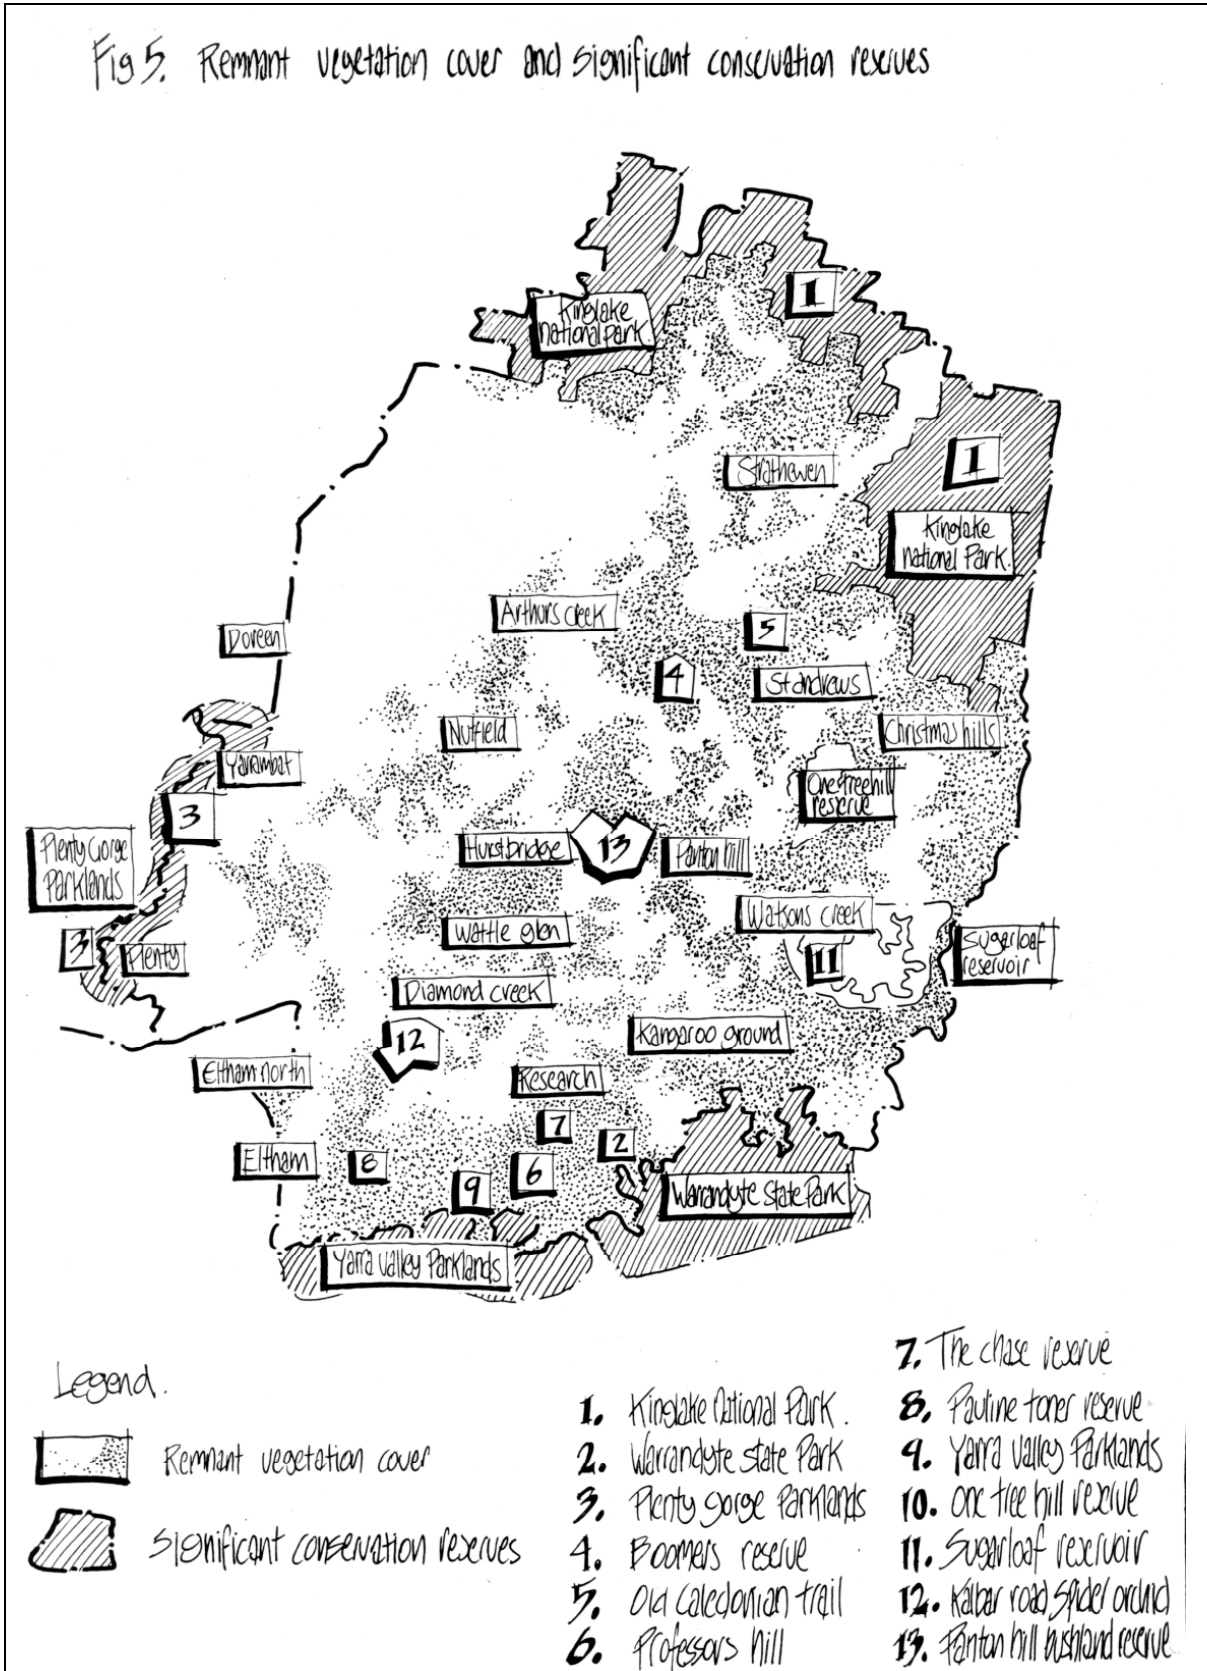 Fig 5. Remnant vegetation cover and significant conservation reserves
1
Kinglake
national park.
Strathewen
1
Kinglake
national Park.
Arthurs creek
5
Doreen
4
St andrews
Nutfield
Christmas hills
Yarrambat
One tree hill
reserve
3
Plenty Gorge
Parklands
Hurstbridge
13
Panton hill
Watsons creek
Wattle glen
3
Plenty
11
Sugarloaf
reservoir
Diamond creek
12
Kangaroo ground
Eltham north
Research
7
2
Eltham
8
9
6
Warrandyte state Park
Yarra valley Parklands
Legend.
Remnant vegetation cover
Significant conservation reserves
1. Kinglake National Park.
2. Warrandyte state Park
3. Plenty gorge Parklands
4. Boomers reserve
5. Old Caledonian trail
6. Professors hill
7. The chase reserve
8. Pauline toner reserve
9. Yarra valley Parklands
10. One tree hill reserve
11. Sugarloaf reservoir
12. Kalbar road spider orchid
13. Panton hill bushland reserve